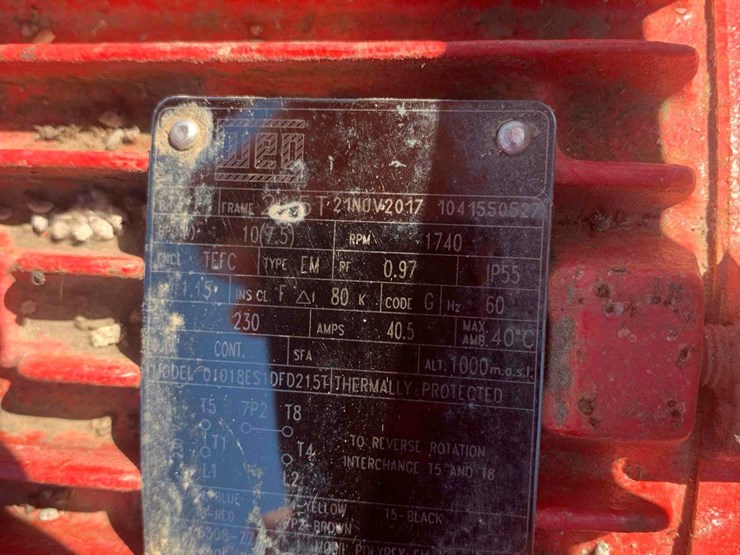 WEG
FRAME T 21NOV2017 1041550527
10(7.5) RPM 1740
TEFC TYPE EM PF 0.97 IP55
1.15 INS CL F △t 80 K CODE G Hz 60
230 AMPS 40.5 MAX. AMB. 40°C
CONT. SFA ALT. 1000 m.a.s.l.
MODEL 01018ES1DFD215T THERMALLY PROTECTED
T5 7P2 T8
T1 T4
L1 L2
TO REVERSE ROTATION
INTERCHANGE T5 AND T8
BLUE YELLOW T5-BLACK
RED 7P2-BROWN